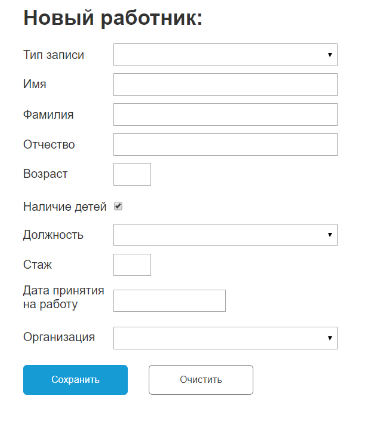 Новый работник:
Тип записи
Имя
Фамилия
Отчество
Возраст
Наличие детей
Должность
Стаж
Дата принятия
на работу
Организация
Сохранить Очистить